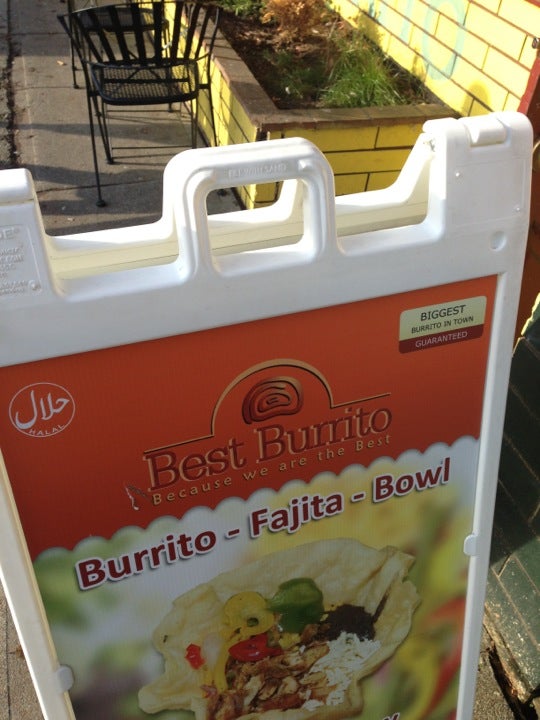 BIGGEST
BURRITO IN TOWN
GUARANTEED
حلال
HALAL
Best Burrito
Because we are the Best
Burrito - Fajita - Bowl